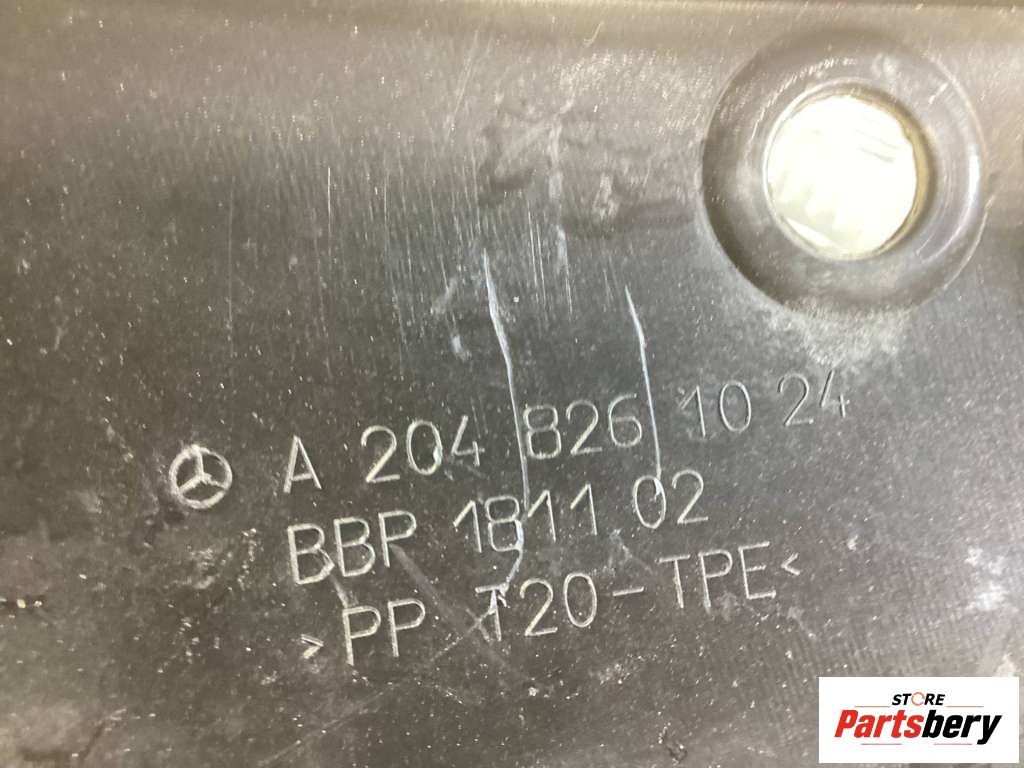 A 204 826 10 24
BBP 1811 02
>PP T20-TPE<
STORE
Partsbery